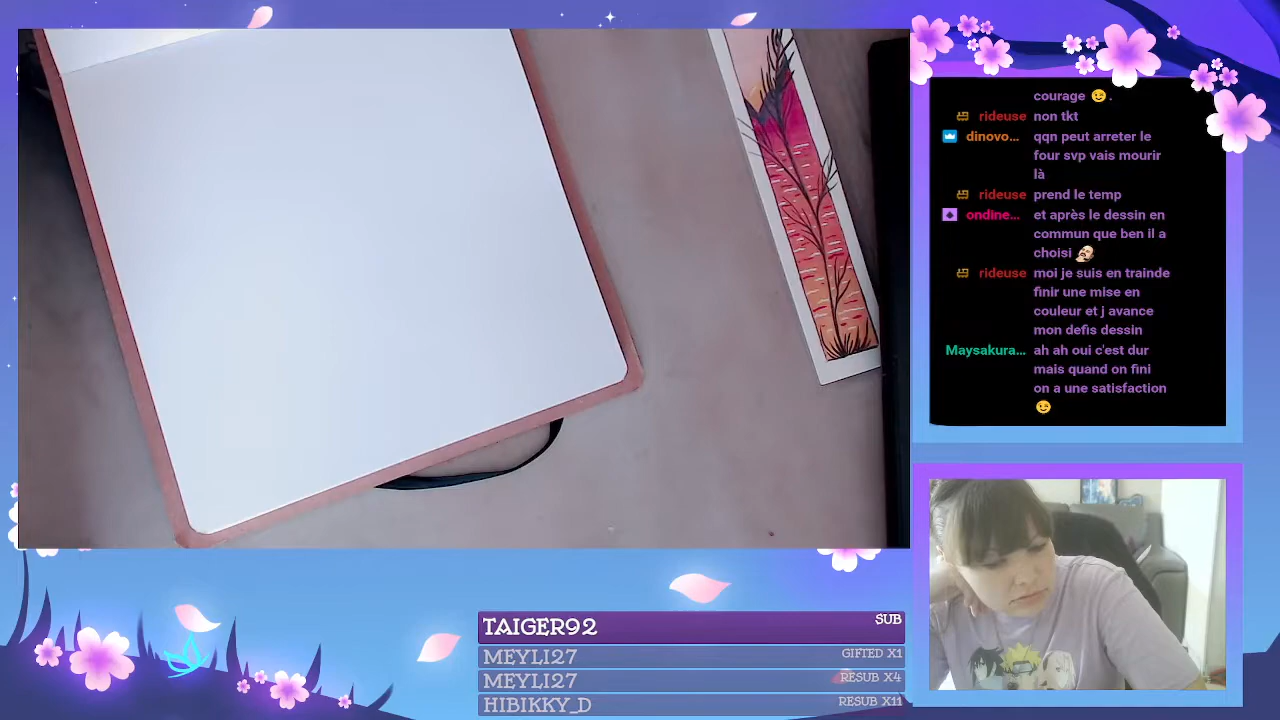 courage 😉 .
rideuse non tkt
dinovo... qqn peut arreter le
four svp vais mourir
là
rideuse prend le temp
ondine... et après le dessin en
commun que ben il a
choisi
rideuse moi je suis en trainde
finir une mise en
couleur et j avance
mon defis dessin
Maysakura... ah ah oui c'est dur
mais quand on fini
on a une satisfaction
😉
TAIGER92 SUB
MEYLI27 GIFTED X1
MEYLI27 RESUB X4
HIBIKKY_D RESUB X11